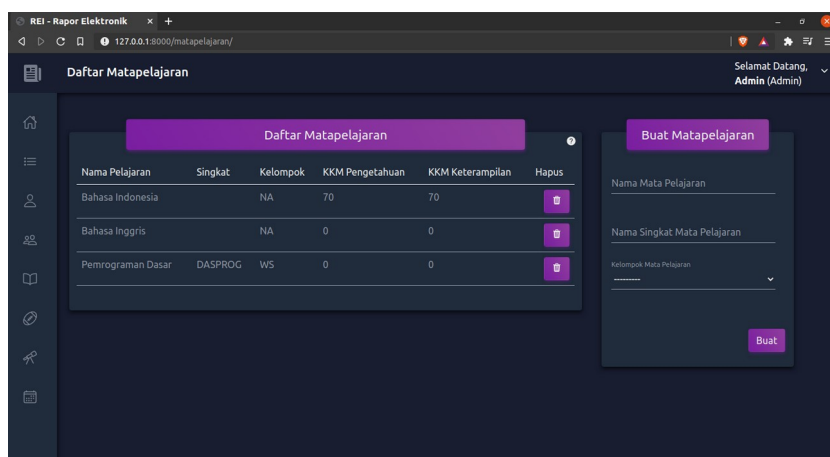 REI - Rapor Elektronik
127.0.0.1:8000/matapelajaran/
Daftar Matapelajaran
Selamat Datang,
Admin (Admin)
Daftar Matapelajaran
Nama Pelajaran Singkat Kelompok KKM Pengetahuan KKM Keterampilan Hapus
Bahasa Indonesia NA 70 70
Bahasa Inggris NA 0 0
Pemrograman Dasar DASPROG WS 0 0
Buat Matapelajaran
Nama Mata Pelajaran
Nama Singkat Mata Pelajaran
Kelompok Mata Pelajaran
---------
Buat